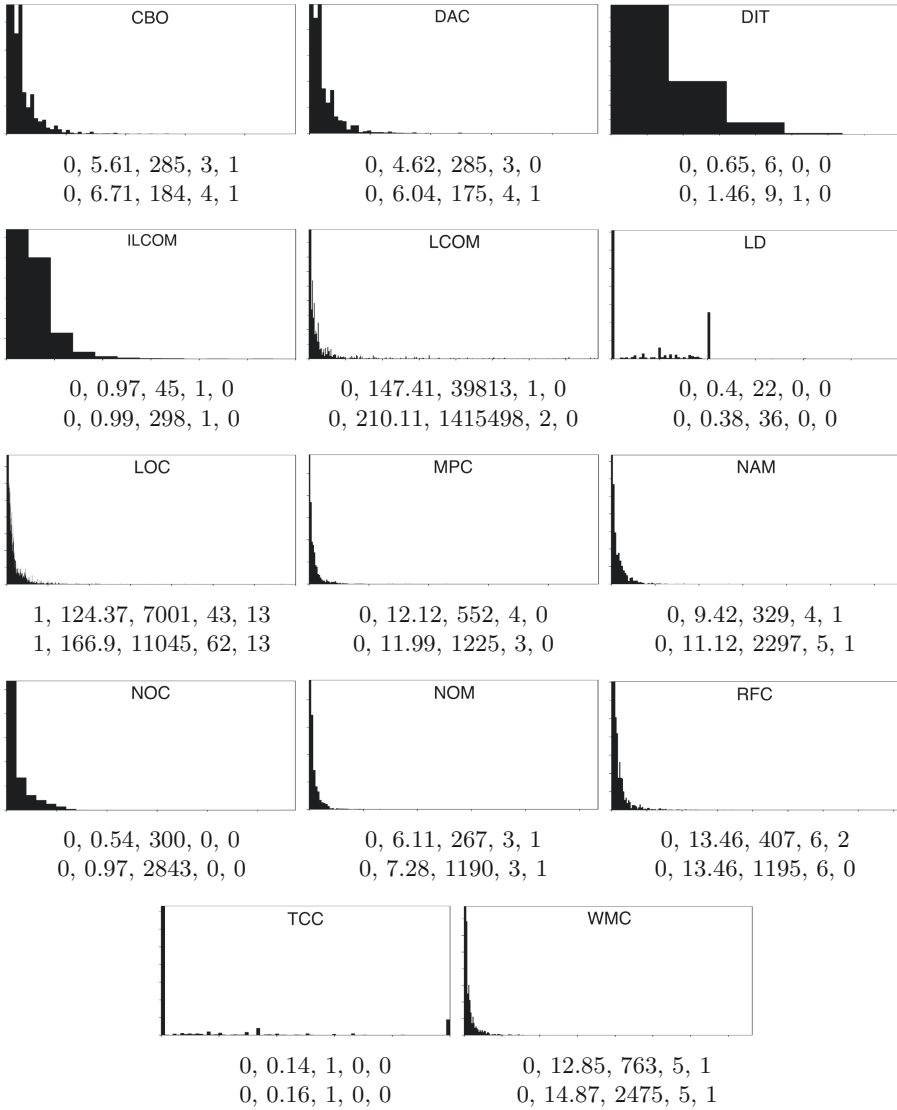 CBO
DAC
DIT
0, 5.61, 285, 3, 1
0, 4.62, 285, 3, 0
0, 0.65, 6, 0, 0
0, 6.71, 184, 4, 1
0, 6.04, 175, 4, 1
0, 1.46, 9, 1, 0
ILCOM
LCOM
LD
0, 0.97, 45, 1, 0
0, 147.41, 39813, 1, 0
0, 0.4, 22, 0, 0
0, 0.99, 298, 1, 0
0, 210.11, 1415498, 2, 0
0, 0.38, 36, 0, 0
LOC
MPC
NAM
1, 124.37, 7001, 43, 13
0, 12.12, 552, 4, 0
0, 9.42, 329, 4, 1
1, 166.9, 11045, 62, 13
0, 11.99, 1225, 3, 0
0, 11.12, 2297, 5, 1
NOC
NOM
RFC
0, 0.54, 300, 0, 0
0, 6.11, 267, 3, 1
0, 13.46, 407, 6, 2
0, 0.97, 2843, 0, 0
0, 7.28, 1190, 3, 1
0, 13.46, 1195, 6, 0
TCC
WMC
0, 0.14, 1, 0, 0
0, 12.85, 763, 5, 1
0, 0.16, 1, 0, 0
0, 14.87, 2475, 5, 1